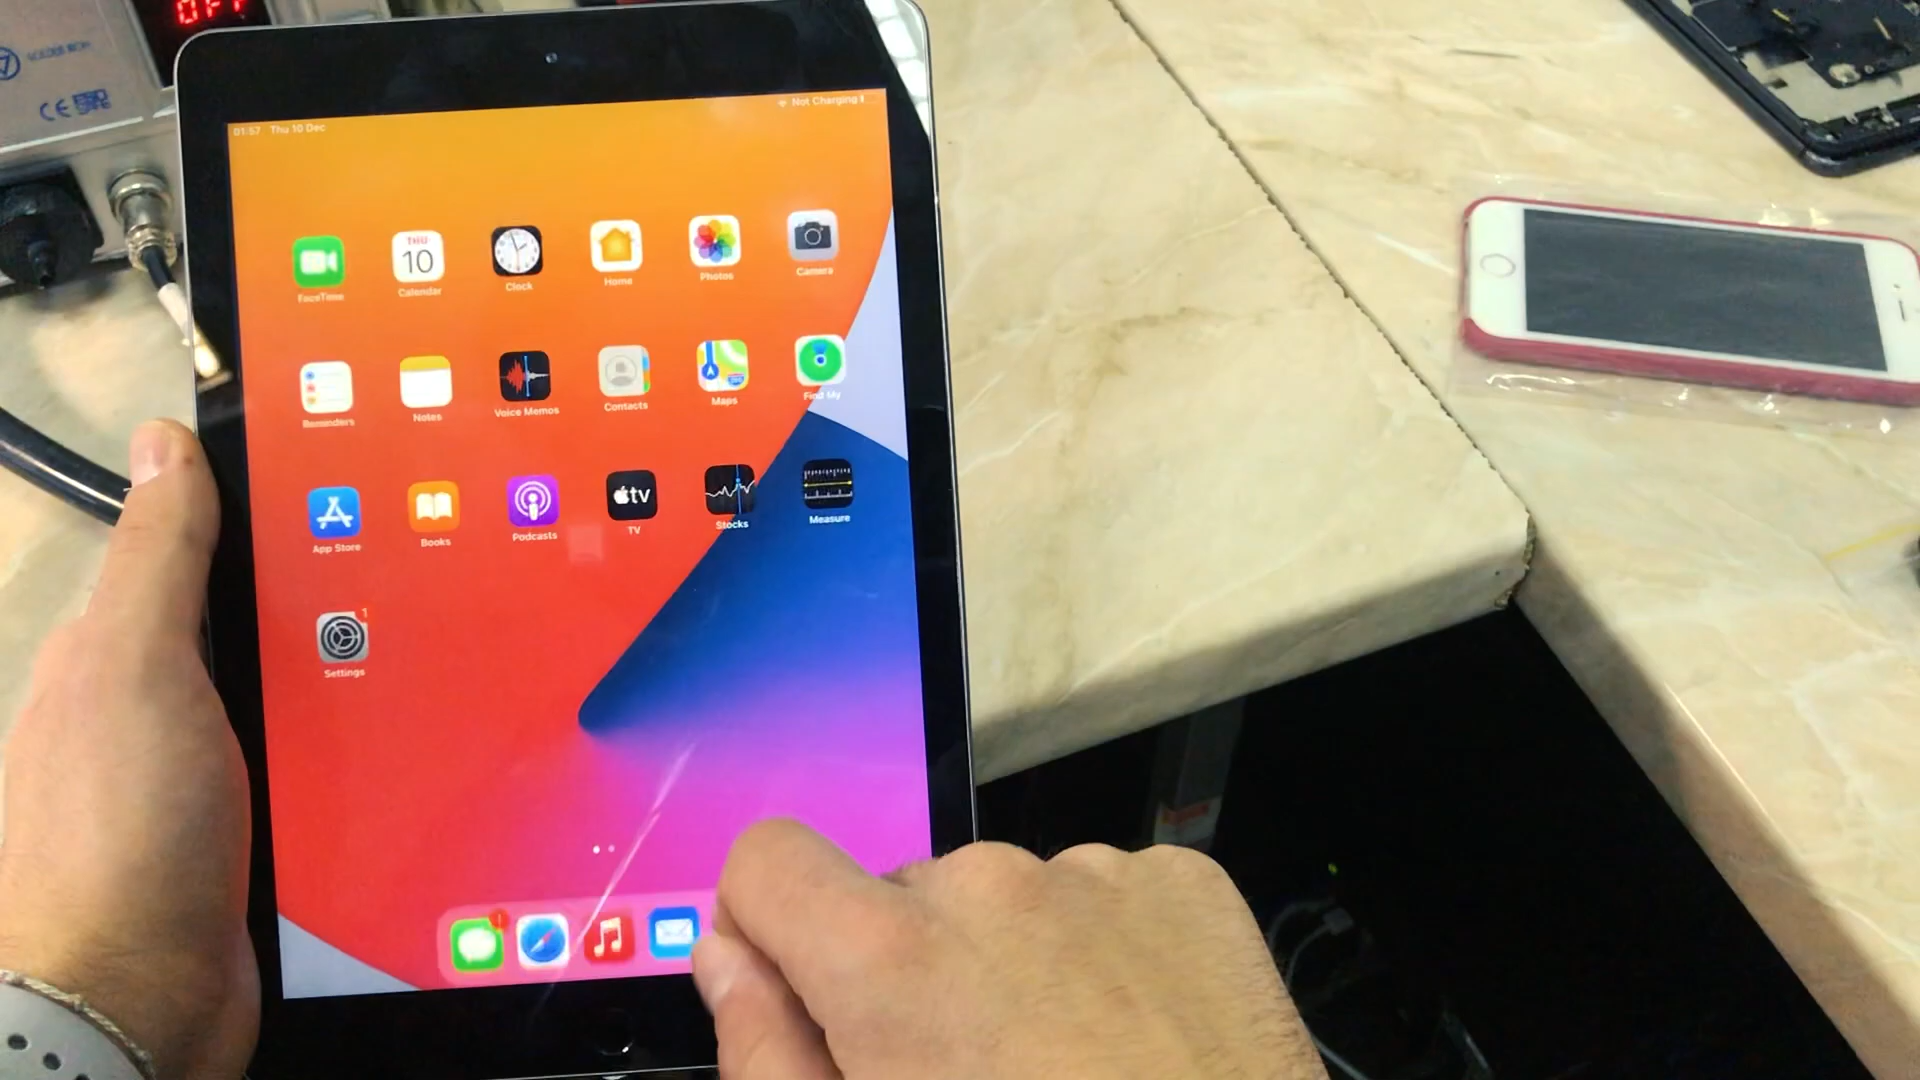 OFF
CE
01:57 Thu 10 Dec
Not Charging
FaceTime
THU
10
Calendar
Clock
Home
Photos
Camera
Reminders
Notes
Voice Memos
Contacts
Maps
Find My
App Store
Books
Podcasts
tv
TV
Stocks
Measure
1
Settings